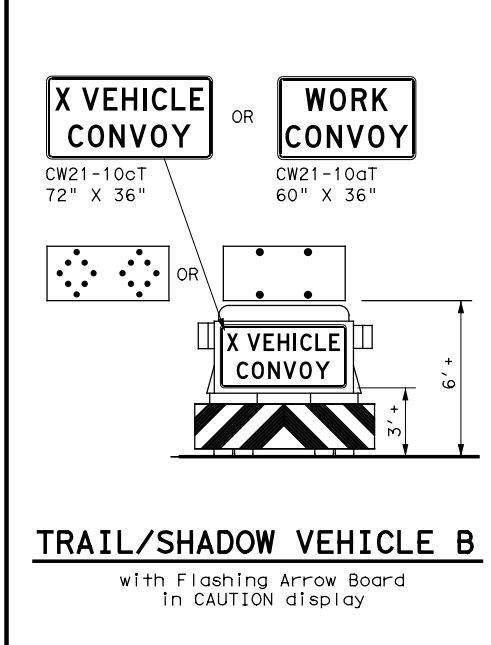 X VEHICLE
CONVOY
CW21-10cT
72" X 36"
OR
WORK
CONVOY
CW21-10aT
60" X 36"
OR
X VEHICLE
CONVOY
6'+
3'+
TRAIL/SHADOW VEHICLE B
with Flashing Arrow Board
in CAUTION display